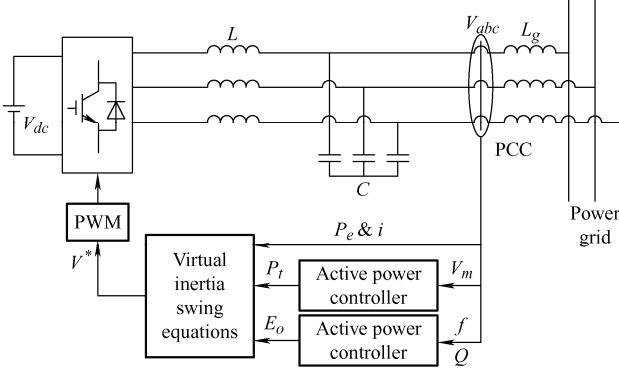 V_abc
L
L_g
V_dc
PCC
C
Power
grid
PWM
P_e & i
V*
Virtual
inertia
swing
equations
P_t
Active power
controller
V_m
E_o
Active power
controller
f
Q